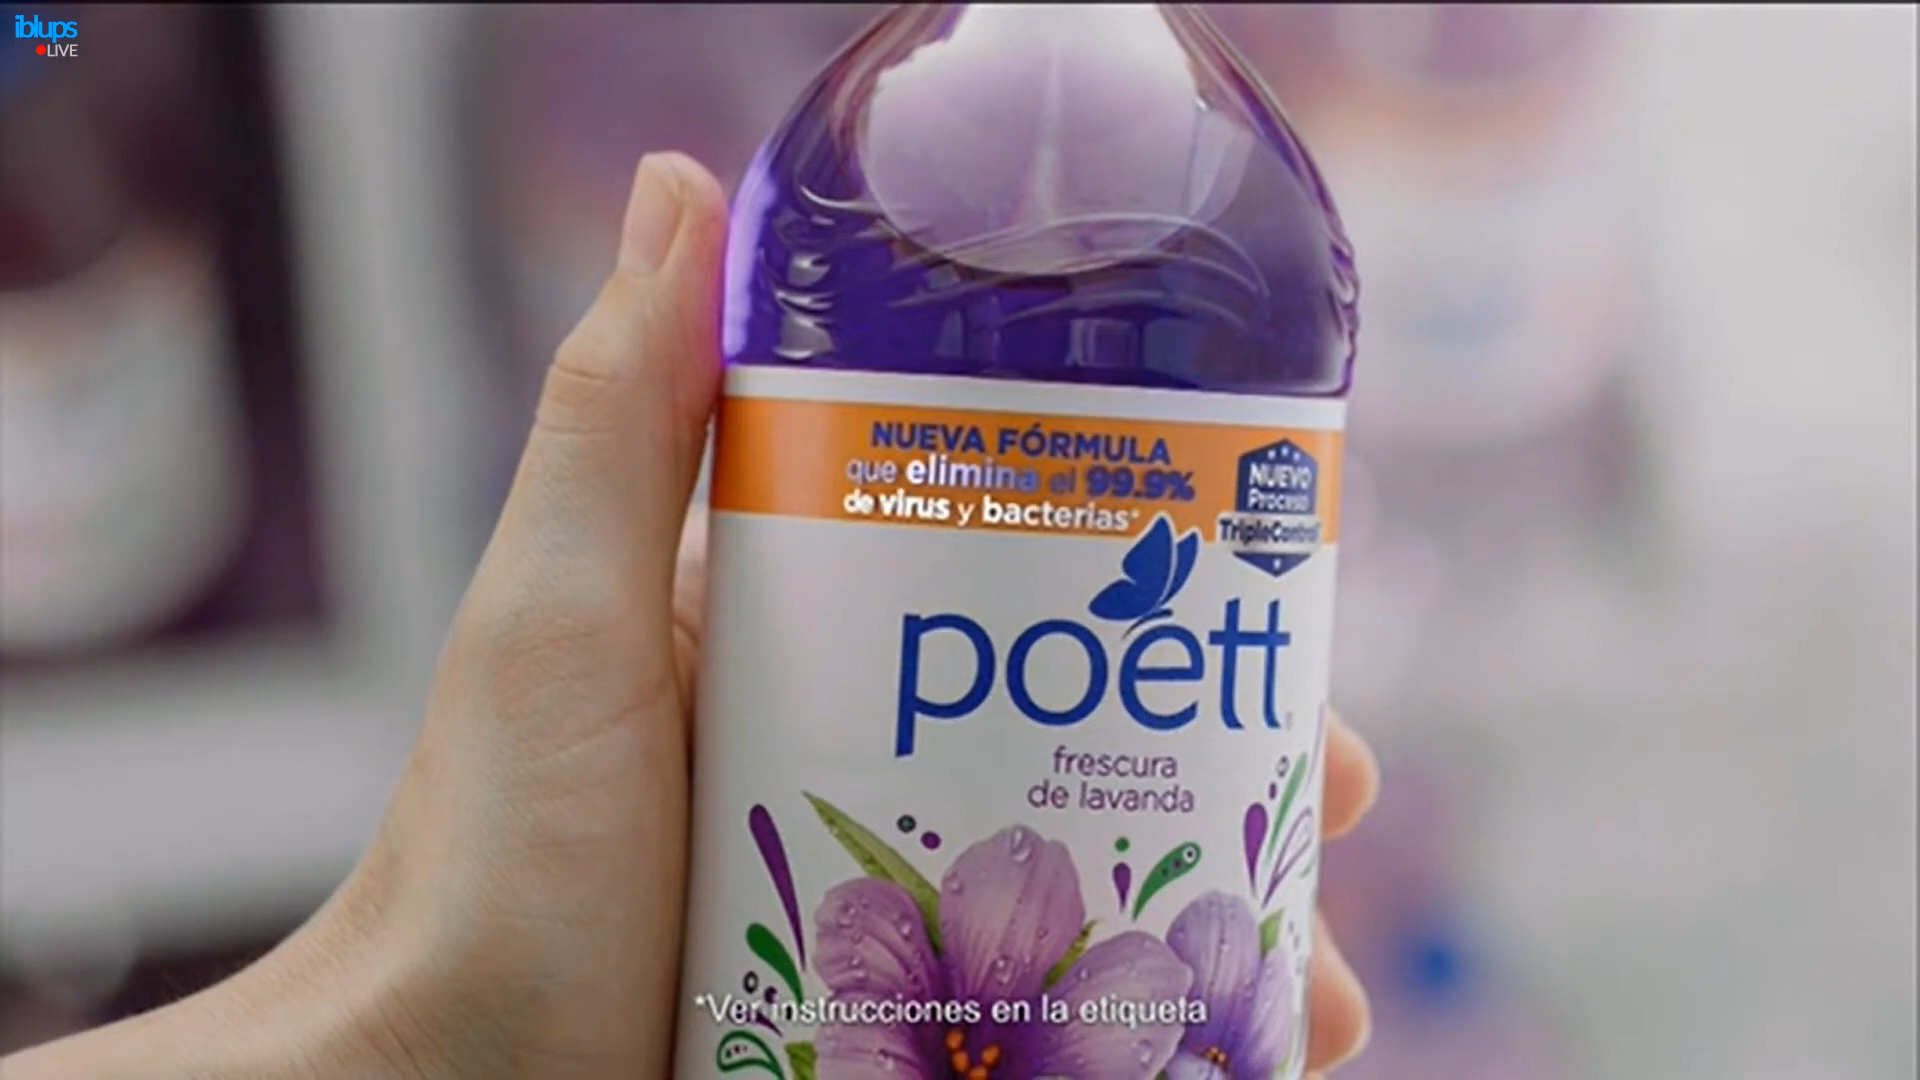 iblups
LIVE
NUEVA FÓRMULA
que elimina el 99.9%
de virus y bacterias*
NUEVO
Proceso
TripleControl
poett
frescura
de lavanda
*Ver instrucciones en la etiqueta